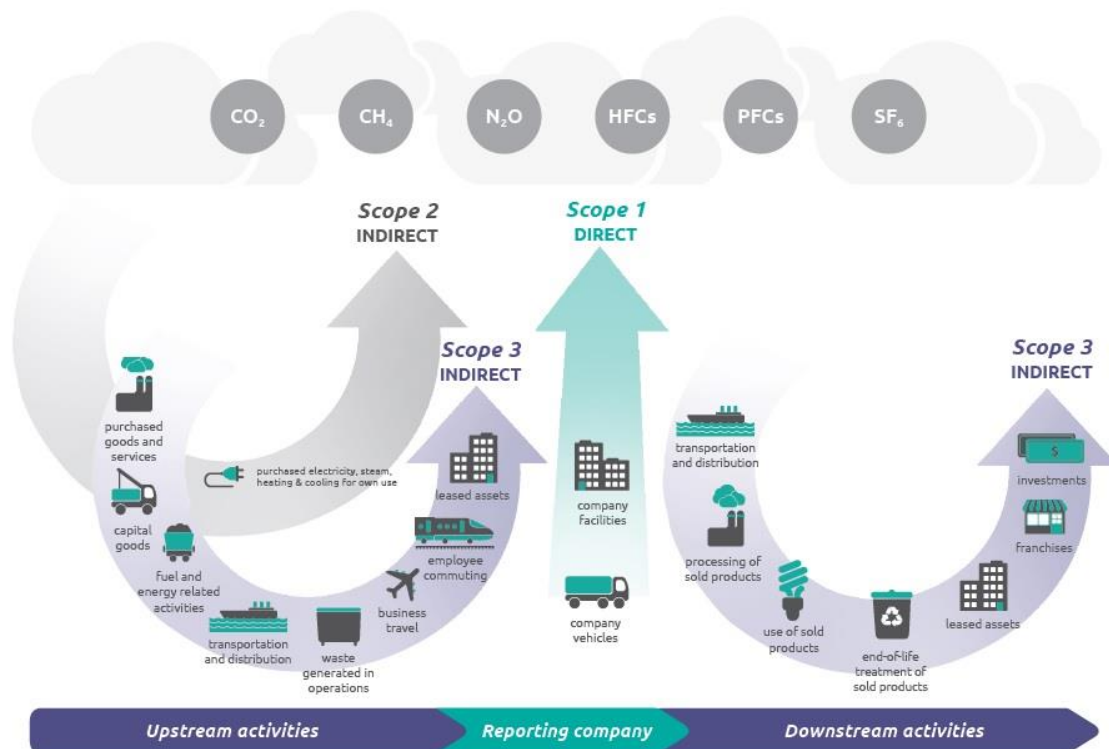 CO₂
CH₄
N₂O
HFCs
PFCs
SF₆
Scope 2
INDIRECT
Scope 1
DIRECT
Scope 3
INDIRECT
Scope 3
INDIRECT
purchased
goods and
services
capital
goods
fuel and
energy related
activities
transportation
and distribution
waste
generated in
operations
business
travel
employee
commuting
leased assets
purchased electricity, steam,
heating & cooling for own use
company
facilities
company
vehicles
transportation
and distribution
processing of
sold products
use of sold
products
end-of-life
treatment of
sold products
leased assets
franchises
$
investments
Upstream activities
Reporting company
Downstream activities